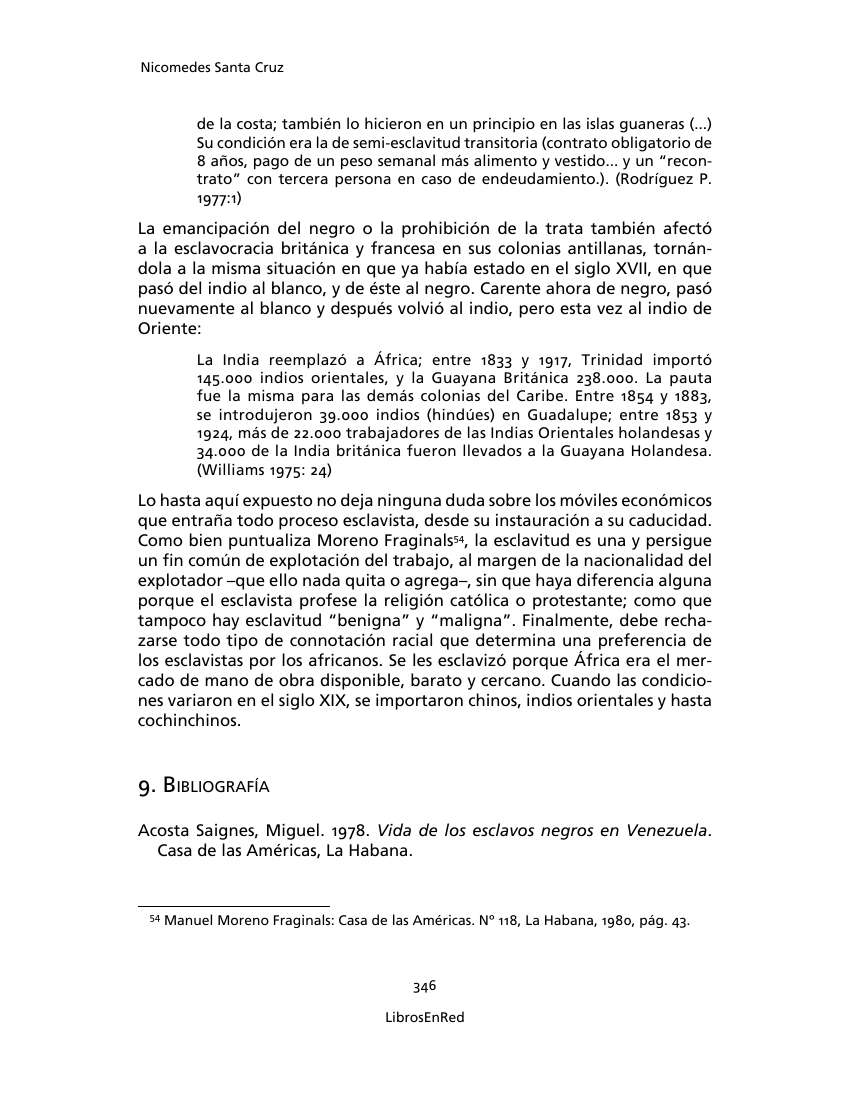 Nicomedes Santa Cruz
de la costa; también lo hicieron en un principio en las islas guaneras (...)
Su condición era la de semi-esclavitud transitoria (contrato obligatorio de
8 años, pago de un peso semanal más alimento y vestido... y un “recon-
trato” con tercera persona en caso de endeudamiento.). (Rodríguez P.
1977:1)
La emancipación del negro o la prohibición de la trata también afectó
a la esclavocracia británica y francesa en sus colonias antillanas, tornán-
dola a la misma situación en que ya había estado en el siglo XVII, en que
pasó del indio al blanco, y de éste al negro. Carente ahora de negro, pasó
nuevamente al blanco y después volvió al indio, pero esta vez al indio de
Oriente:
La India reemplazó a África; entre 1833 y 1917, Trinidad importó
145.000 indios orientales, y la Guayana Británica 238.000. La pauta
fue la misma para las demás colonias del Caribe. Entre 1854 y 1883,
se introdujeron 39.000 indios (hindúes) en Guadalupe; entre 1853 y
1924, más de 22.000 trabajadores de las Indias Orientales holandesas y
34.000 de la India británica fueron llevados a la Guayana Holandesa.
(Williams 1975: 24)
Lo hasta aquí expuesto no deja ninguna duda sobre los móviles económicos
que entraña todo proceso esclavista, desde su instauración a su caducidad.
Como bien puntualiza Moreno Fraginals54, la esclavitud es una y persigue
un fin común de explotación del trabajo, al margen de la nacionalidad del
explotador –que ello nada quita o agrega–, sin que haya diferencia alguna
porque el esclavista profese la religión católica o protestante; como que
tampoco hay esclavitud “benigna” y “maligna”. Finalmente, debe recha-
zarse todo tipo de connotación racial que determina una preferencia de
los esclavistas por los africanos. Se les esclavizó porque África era el mer-
cado de mano de obra disponible, barato y cercano. Cuando las condicio-
nes variaron en el siglo XIX, se importaron chinos, indios orientales y hasta
cochinchinos.
9. Bibliografía
Acosta Saignes, Miguel. 1978. Vida de los esclavos negros en Venezuela.
Casa de las Américas, La Habana.
54 Manuel Moreno Fraginals: Casa de las Américas. Nº 118, La Habana, 1980, pág. 43.
346
LibrosEnRed